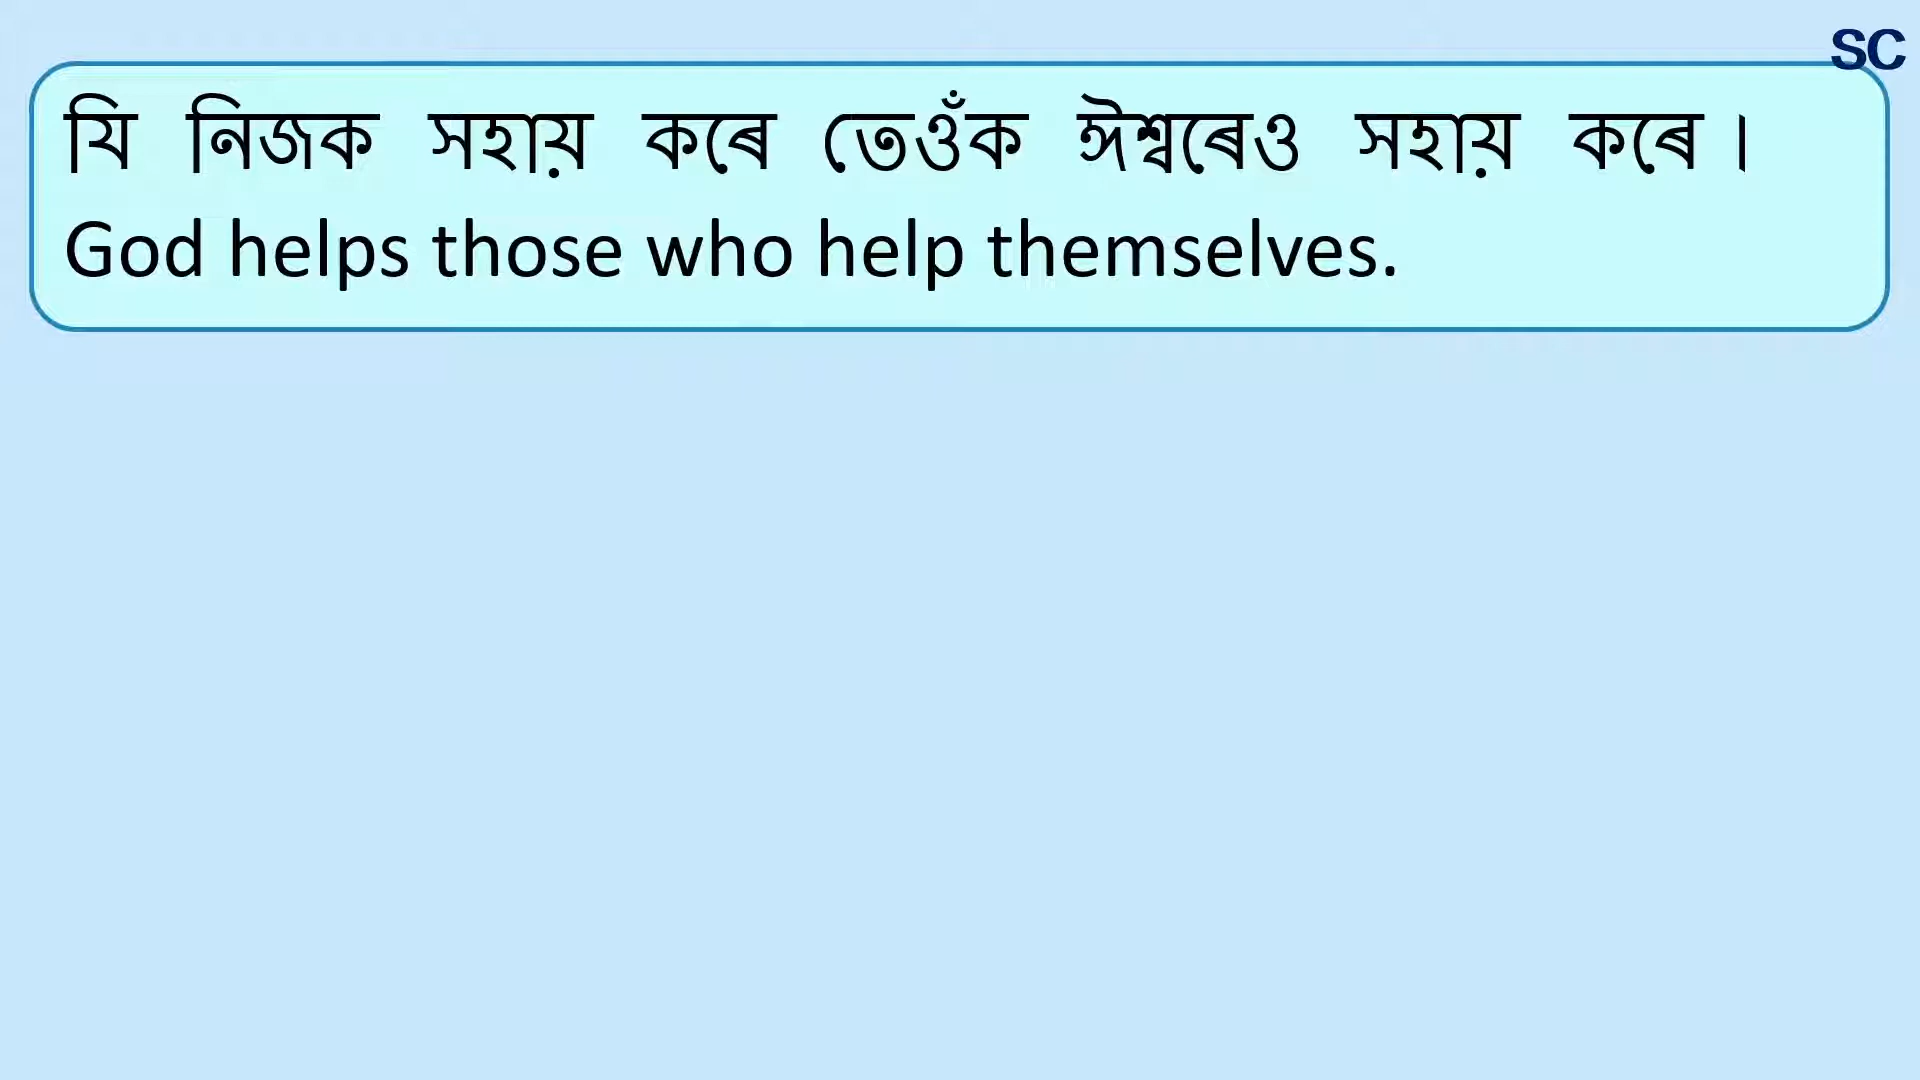 SC
যি নিজক সহায় কৰে তেওঁক ঈশ্বৰেও সহায় কৰে।
God helps those who help themselves.